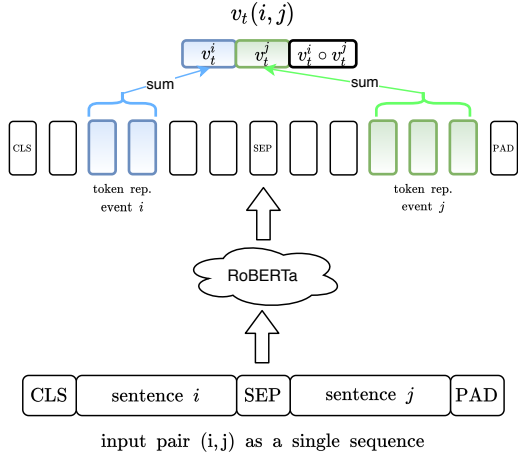 v_t(i, j)
v_t^i v_t^j v_t^i ∘ v_t^j
sum sum
CLS SEP PAD
token rep. token rep.
event i event j
RoBERTa
CLS sentence i SEP sentence j PAD
input pair (i,j) as a single sequence